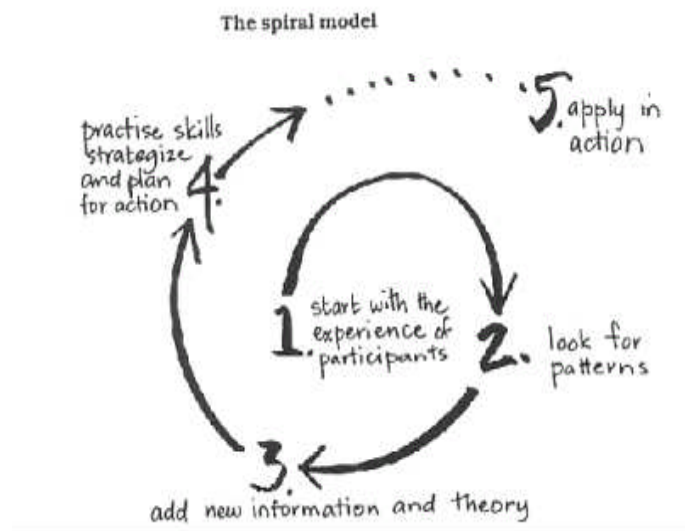 The spiral model
1. start with the
experience of
participants
2. look for
patterns
3.
add new information and theory
practise skills
strategize
and plan
for action 4.
5. apply in
action